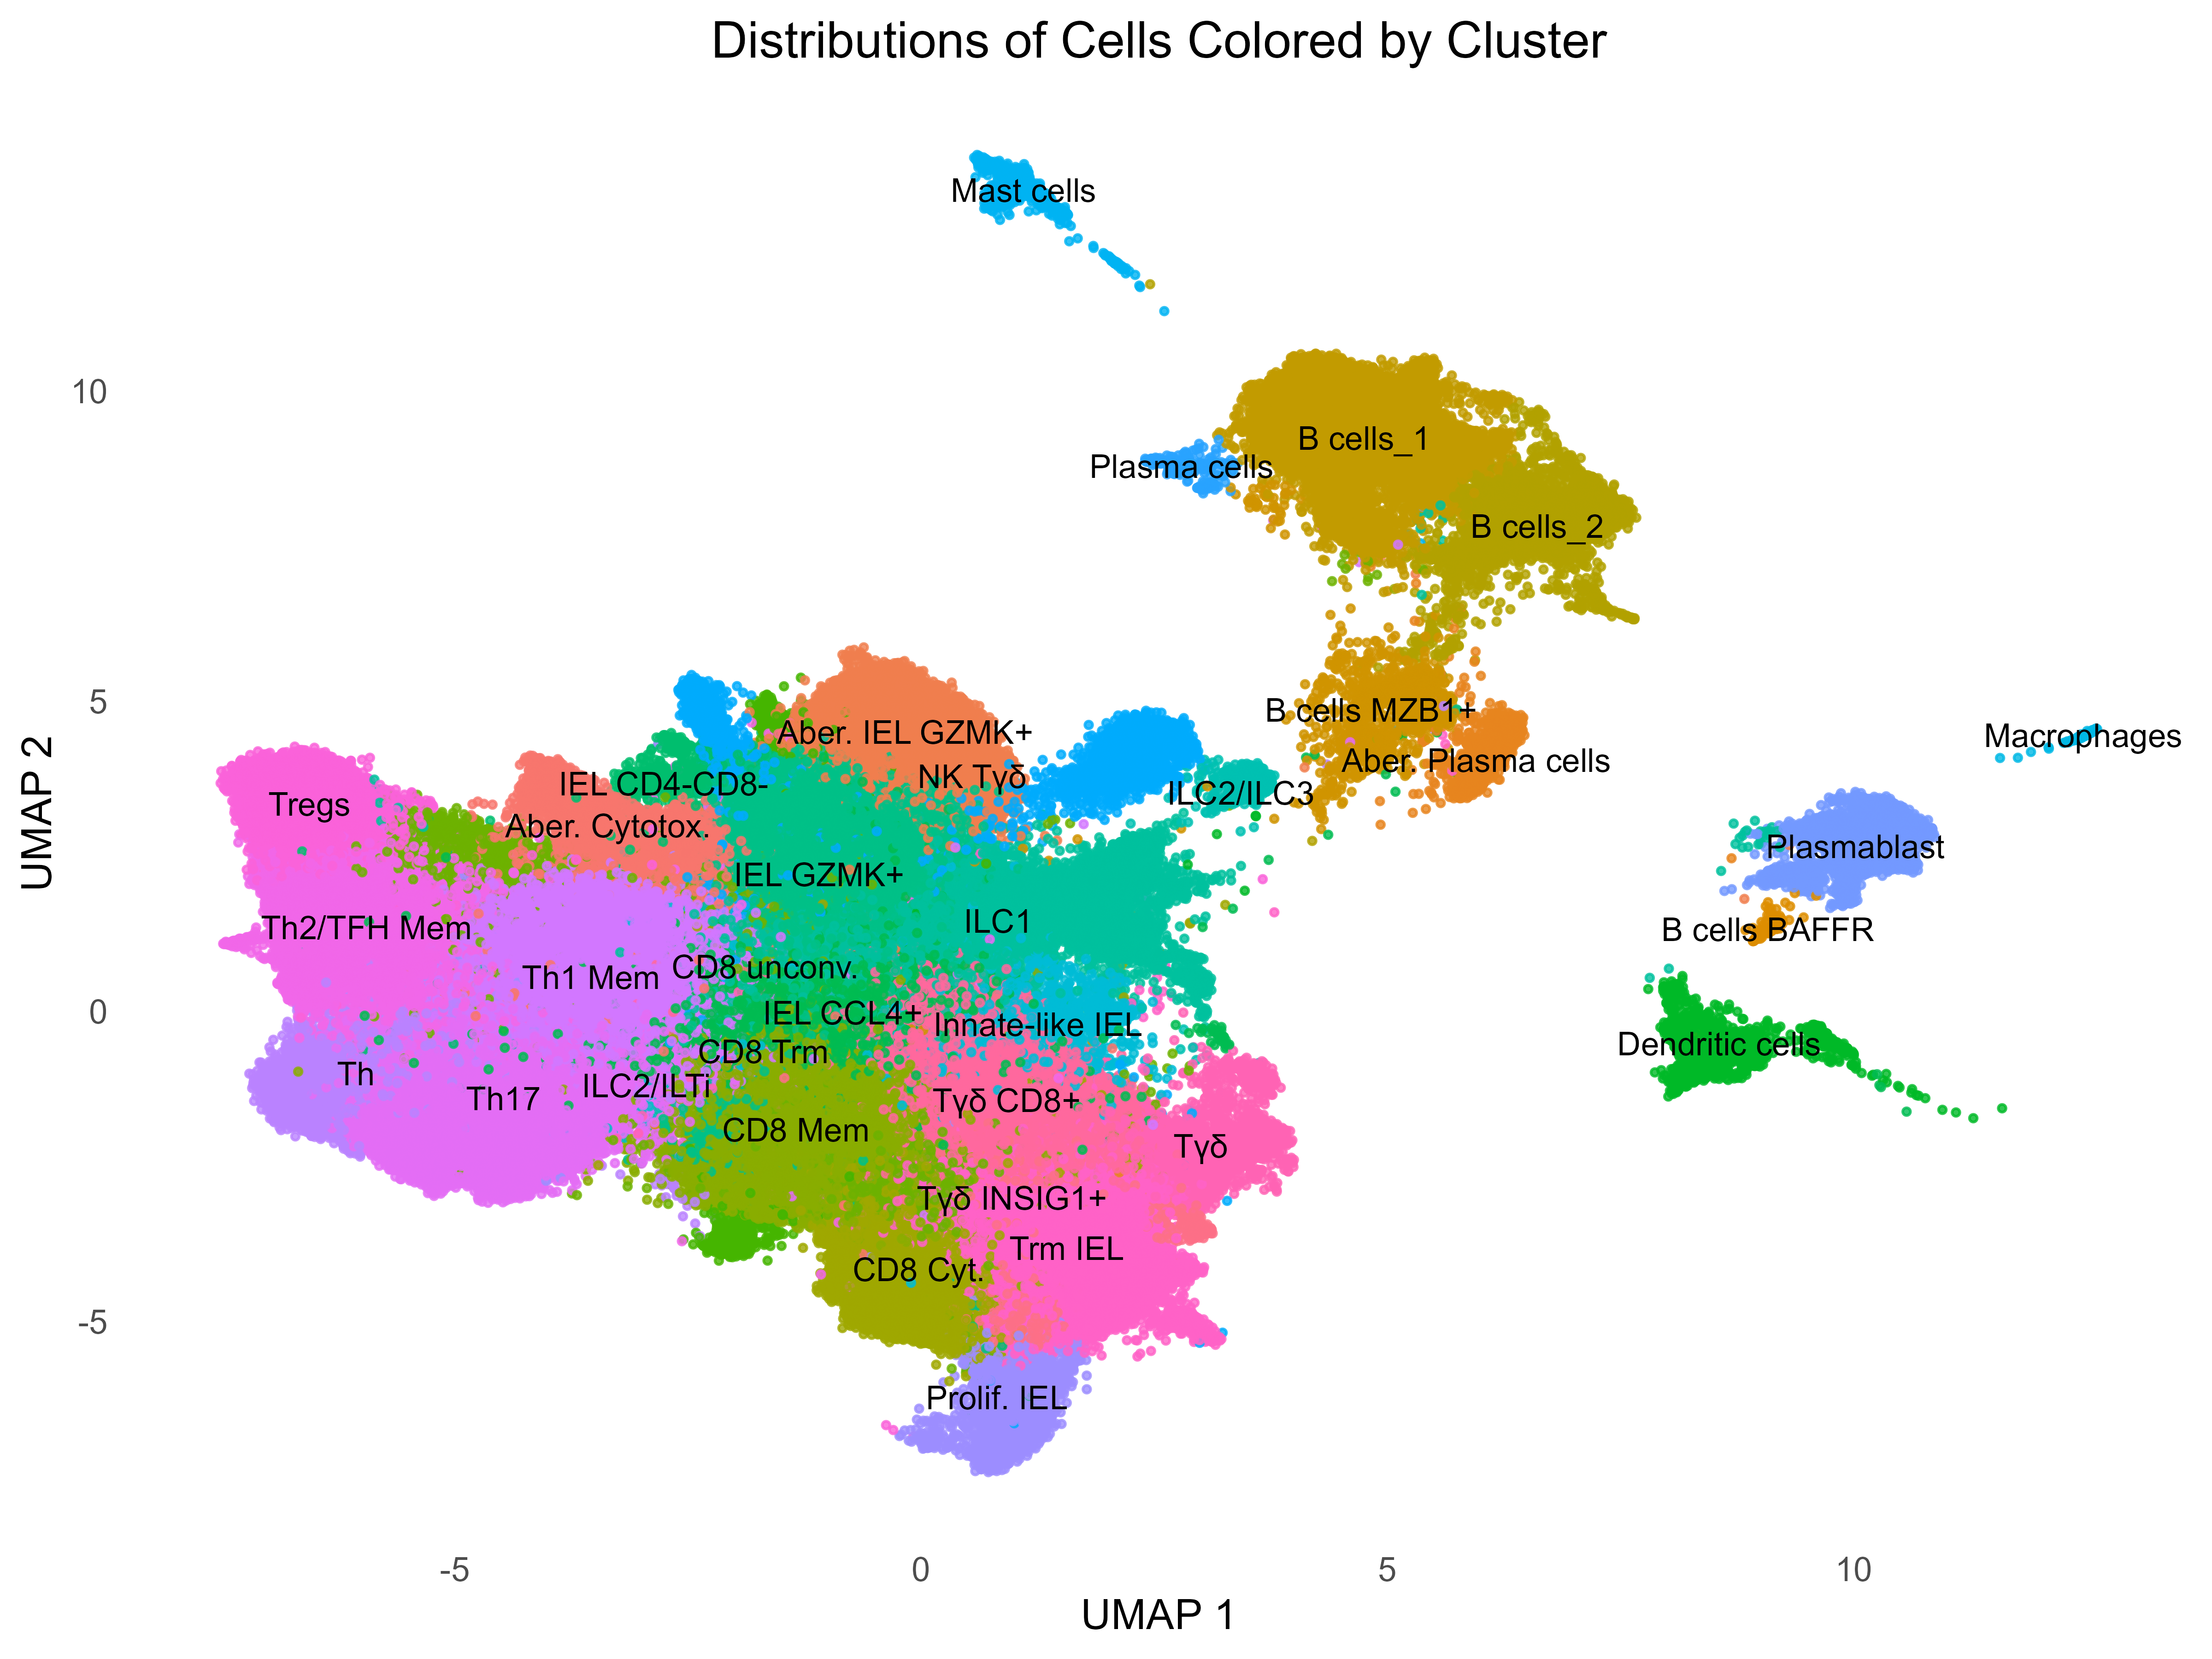 Distributions of Cells Colored by Cluster
Mast cells
10
B cells_1
Plasma cells
B cells_2
5
B cells MZB1+
Aber. IEL GZMK+
Macrophages
Aber. Plasma cells
NK Tγδ
IEL CD4-CD8-
ILC2/ILC3
Tregs
Aber. Cytotox.
UMAP 2
Plasmablast
IEL GZMK+
ILC1
Th2/TFH Mem
B cells BAFFR
CD8 unconv.
Th1 Mem
0
IEL CCL4+
Innate-like IEL
Dendritic cells
CD8 Trm
Th
ILC2/ILTi
Th17
Tγδ CD8+
CD8 Mem
Tγδ
Tγδ INSIG1+
Trm IEL
CD8 Cyt.
-5
Prolif. IEL
-5
0
5
10
UMAP 1